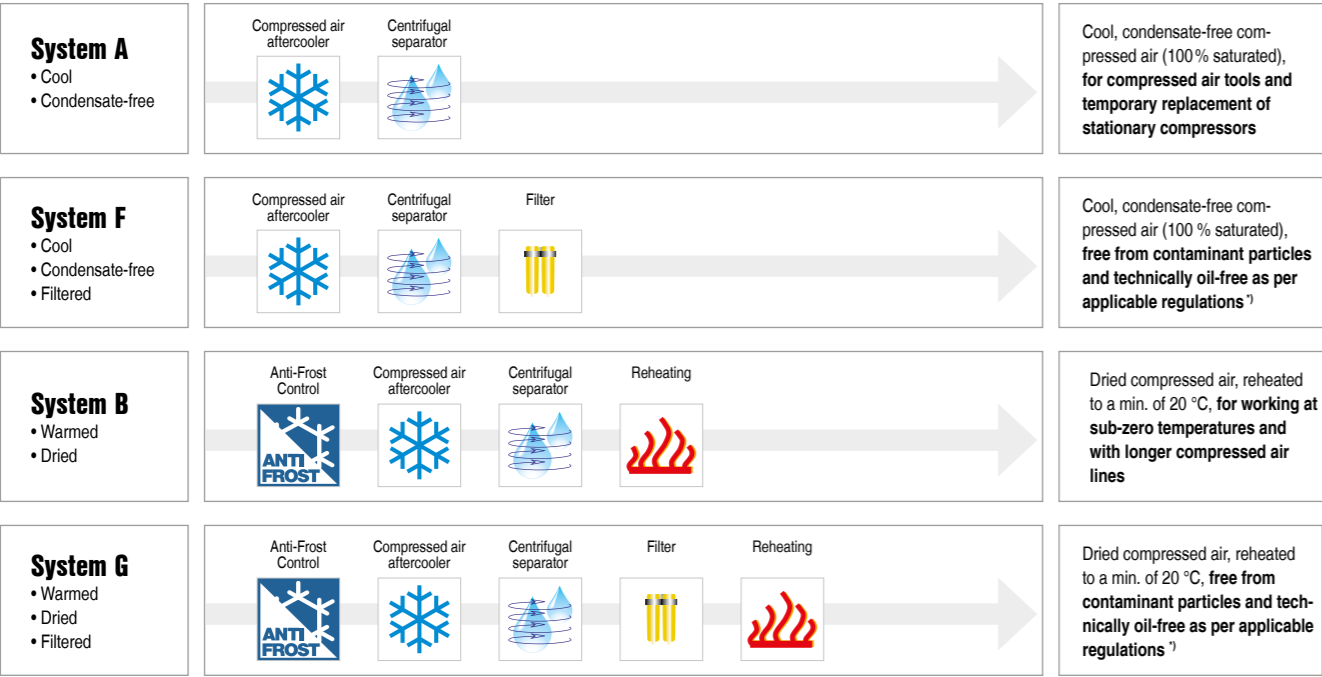 System A
• Cool
• Condensate-free
Compressed air
aftercooler
Centrifugal
separator
Cool, condensate-free com-
pressed air (100 % saturated),
for compressed air tools and
temporary replacement of
stationary compressors
System F
• Cool
• Condensate-free
• Filtered
Compressed air
aftercooler
Centrifugal
separator
Filter
Cool, condensate-free com-
pressed air (100 % saturated),
free from contaminant particles
and technically oil-free as per
applicable regulations *)
System B
• Warmed
• Dried
Anti-Frost
Control
ANTI
FROST
Compressed air
aftercooler
Centrifugal
separator
Reheating
Dried compressed air, reheated
to a min. of 20 °C, for working at
sub-zero temperatures and
with longer compressed air
lines
System G
• Warmed
• Dried
• Filtered
Anti-Frost
Control
ANTI
FROST
Compressed air
aftercooler
Centrifugal
separator
Filter
Reheating
Dried compressed air, reheated
to a min. of 20 °C, free from
contaminant particles and tech-
nically oil-free as per applicable
regulations *)